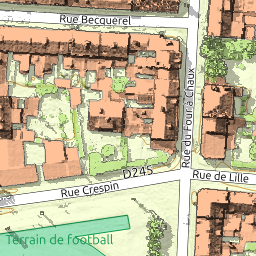 Rue Becquerel
Rue du Four à Chaux
D245
Rue Crespin
Rue de Lille
Terrain de football